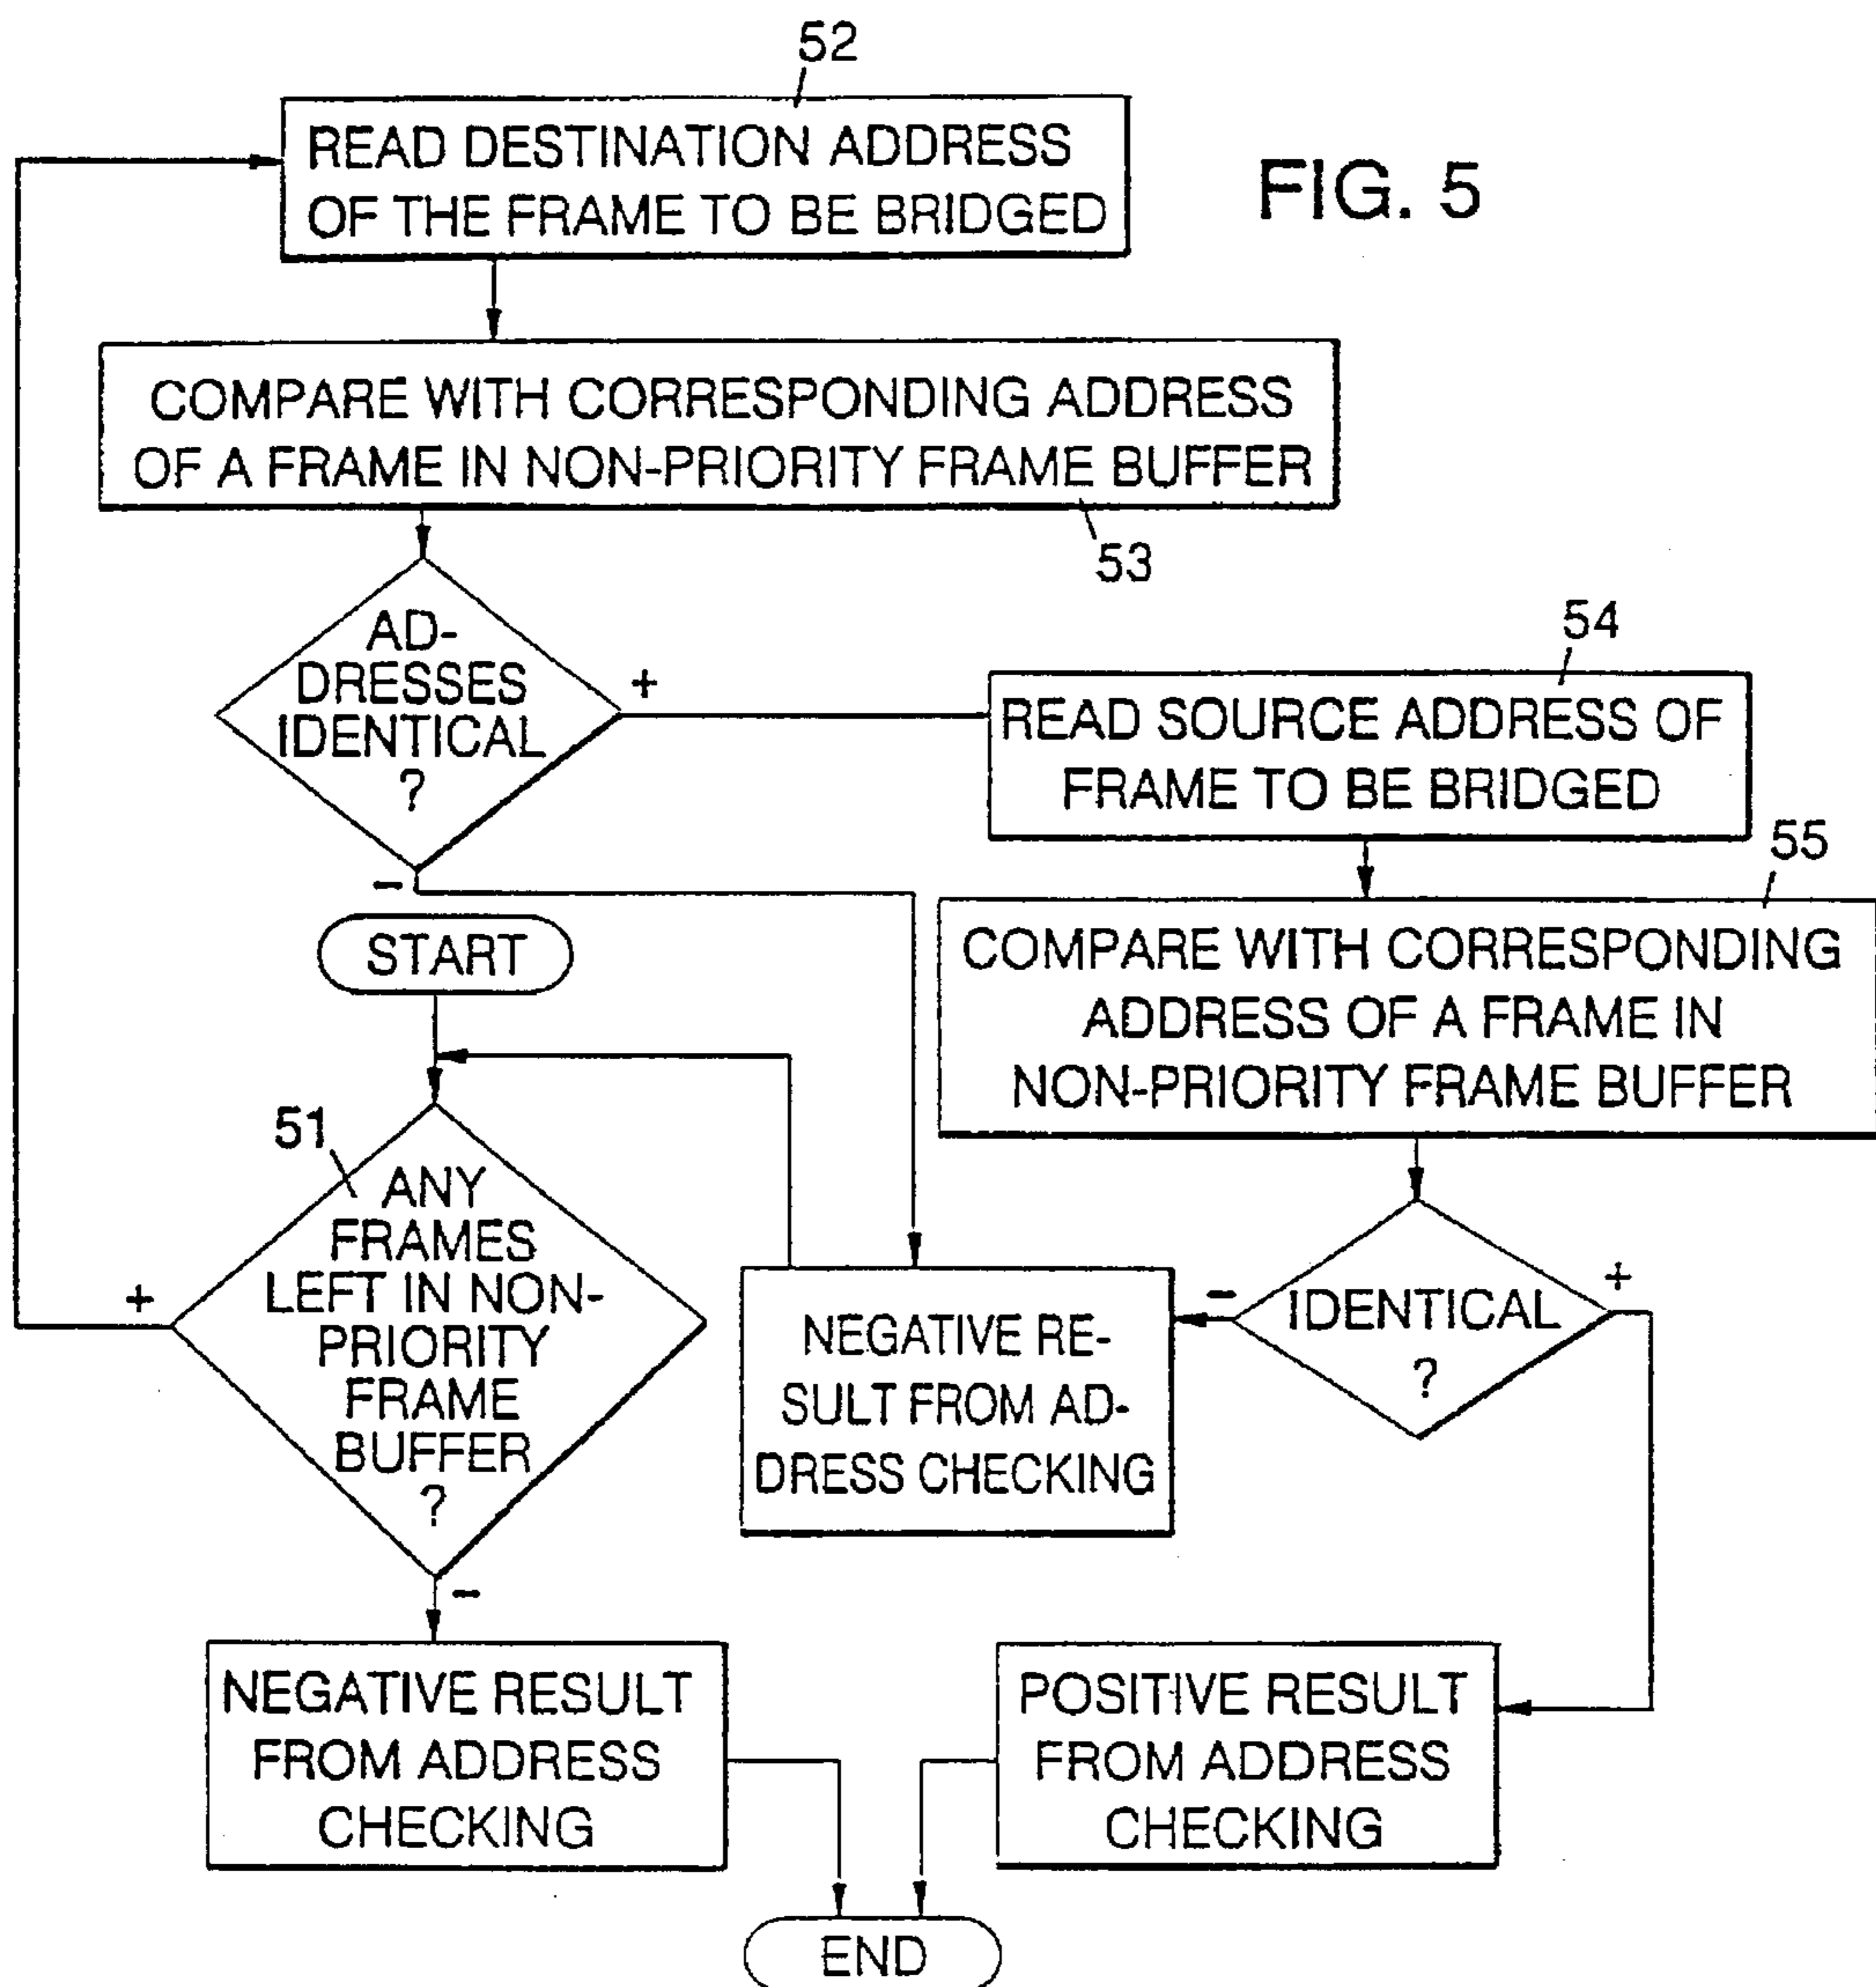 52
READ DESTINATION ADDRESS
OF THE FRAME TO BE BRIDGED
FIG. 5
COMPARE WITH CORRESPONDING ADDRESS
OF A FRAME IN NON-PRIORITY FRAME BUFFER
53
AD-
DRESSES
IDENTICAL
?
+
-
54
READ SOURCE ADDRESS OF
FRAME TO BE BRIDGED
55
COMPARE WITH CORRESPONDING
ADDRESS OF A FRAME IN
NON-PRIORITY FRAME BUFFER
START
51
ANY
FRAMES
LEFT IN NON-
PRIORITY
FRAME
BUFFER
?
+
-
NEGATIVE RE-
SULT FROM AD-
DRESS CHECKING
-
IDENTICAL
?
+
NEGATIVE RESULT
FROM ADDRESS
CHECKING
POSITIVE RESULT
FROM ADDRESS
CHECKING
END